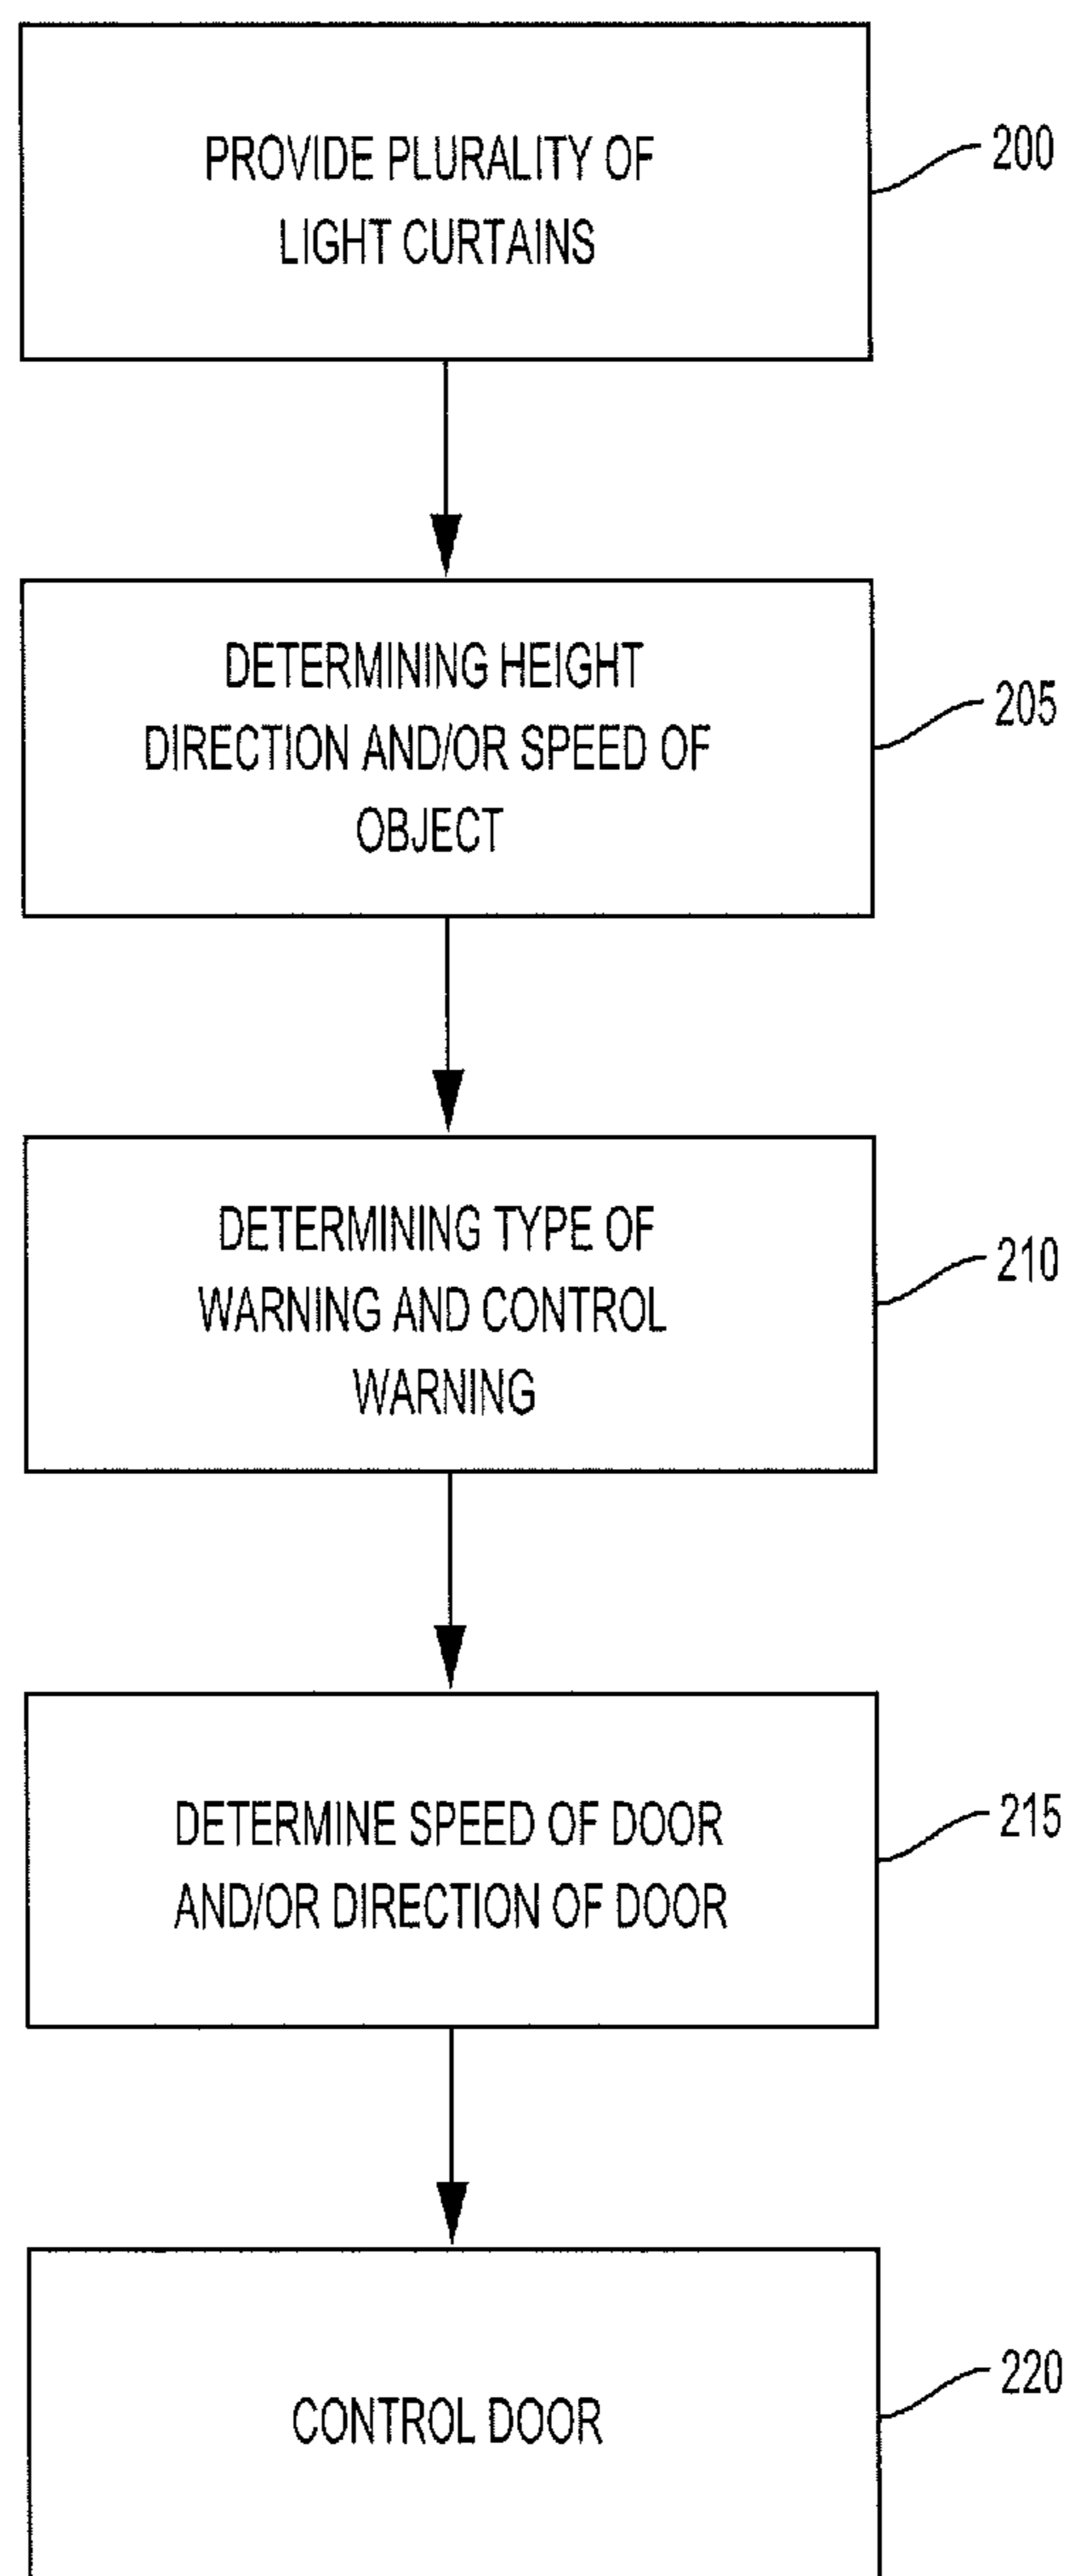 PROVIDE PLURALITY OF
LIGHT CURTAINS
200
DETERMINING HEIGHT
DIRECTION AND/OR SPEED OF
OBJECT
205
DETERMINING TYPE OF
WARNING AND CONTROL
WARNING
210
DETERMINE SPEED OF DOOR
AND/OR DIRECTION OF DOOR
215
CONTROL DOOR
220